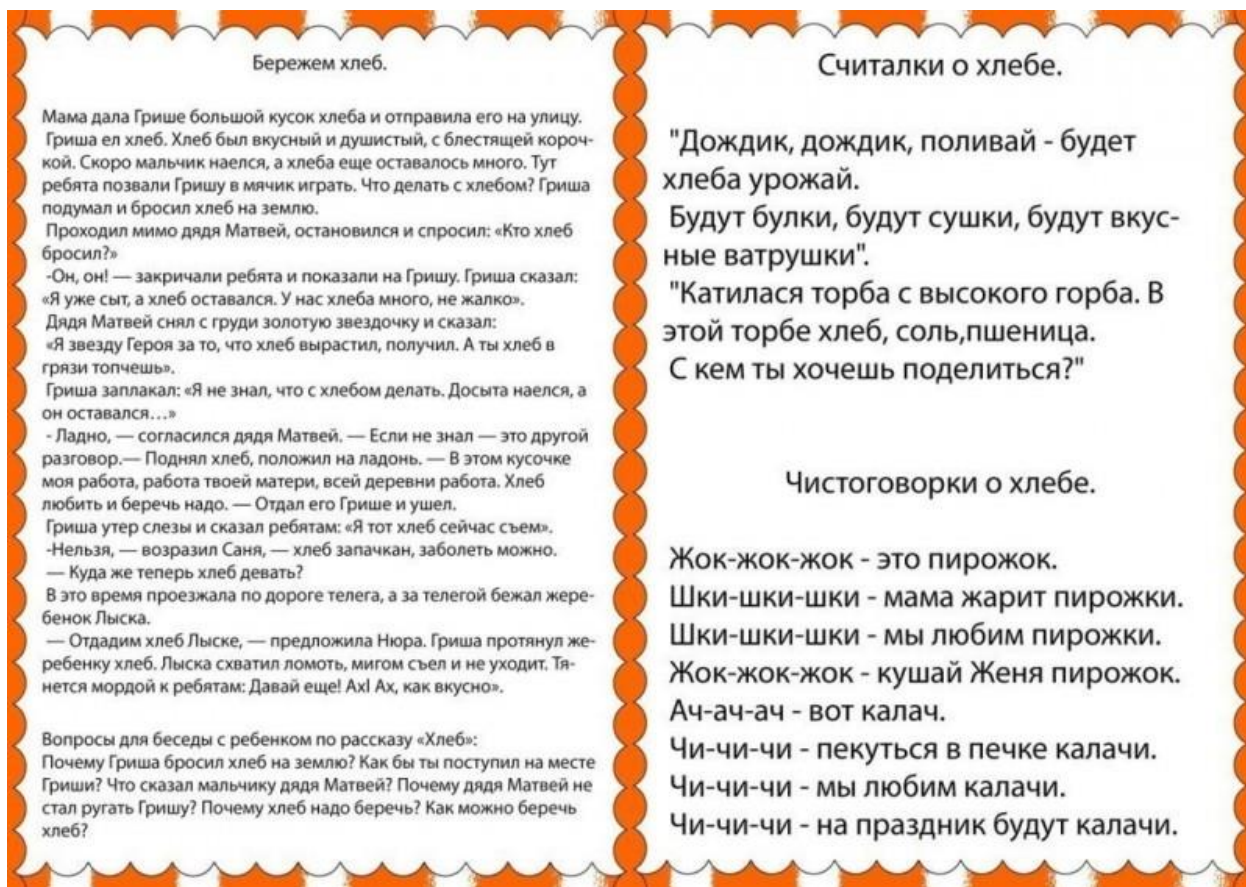 Бережем хлеб.
Мама дала Грише большой кусок хлеба и отправила его на улицу.
Гриша ел хлеб. Хлеб был вкусный и душистый, с блестящей короч-
кой. Скоро мальчик наелся, а хлеба еще оставалось много. Тут
ребята позвали Гришу в мячик играть. Что делать с хлебом? Гриша
подумал и бросил хлеб на землю.
Проходил мимо дядя Матвей, остановился и спросил: «Кто хлеб
бросил?»
-Он, он! — закричали ребята и показали на Гришу. Гриша сказал:
«Я уже сыт, а хлеб оставался. У нас хлеба много, не жалко».
Дядя Матвей снял с груди золотую звездочку и сказал:
«Я звезду Героя за то, что хлеб вырастил, получил. А ты хлеб в
грязи топчешь».
Гриша заплакал: «Я не знал, что с хлебом делать. Досыта наелся, а
он оставался…»
- Ладно, — согласился дядя Матвей. — Если не знал — это другой
разговор.— Поднял хлеб, положил на ладонь. — В этом кусочке
моя работа, работа твоей матери, всей деревни работа. Хлеб
любить и беречь надо. — Отдал его Грише и ушел.
Гриша утер слезы и сказал ребятам: «Я тот хлеб сейчас съем».
-Нельзя, — возразил Саня, — хлеб запачкан, заболеть можно.
— Куда же теперь хлеб девать?
В это время проезжала по дороге телега, а за телегой бежал жере-
бенок Лыска.
— Отдадим хлеб Лыске, — предложила Нюра. Гриша протянул же-
ребенку хлеб. Лыска схватил ломоть, мигом съел и не уходит. Тя-
нется мордой к ребятам: Давай еще! АхI Ах, как вкусно».
Вопросы для беседы с ребенком по рассказу «Хлеб»:
Почему Гриша бросил хлеб на землю? Как бы ты поступил на месте
Гриши? Что сказал мальчику дядя Матвей? Почему дядя Матвей не
стал ругать Гришу? Почему хлеб надо беречь? Как можно беречь
хлеб?
Считалки о хлебе.
"Дождик, дождик, поливай - будет
хлеба урожай.
Будут булки, будут сушки, будут вкус-
ные ватрушки".
"Катилася торба с высокого горба. В
этой торбе хлеб, соль,пшеница.
С кем ты хочешь поделиться?"
Чистоговорки о хлебе.
Жок-жок-жок - это пирожок.
Шки-шки-шки - мама жарит пирожки.
Шки-шки-шки - мы любим пирожки.
Жок-жок-жок - кушай Женя пирожок.
Ач-ач-ач - вот калач.
Чи-чи-чи - пекуться в печке калачи.
Чи-чи-чи - мы любим калачи.
Чи-чи-чи - на праздник будут калачи.